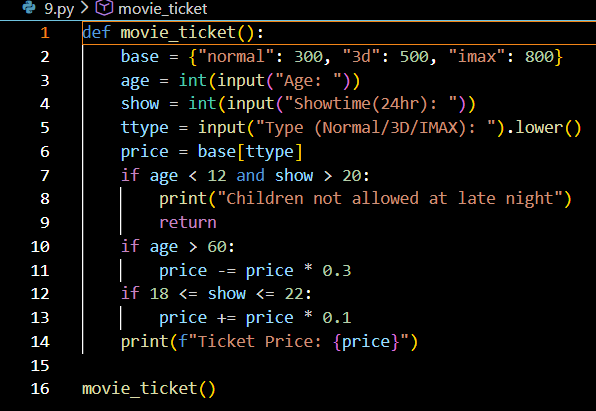 9.py > movie_ticket
1 def movie_ticket():
2     base = {"normal": 300, "3d": 500, "imax": 800}
3     age = int(input("Age: "))
4     show = int(input("Showtime(24hr): "))
5     ttype = input("Type (Normal/3D/IMAX): ").lower()
6     price = base[ttype]
7     if age < 12 and show > 20:
8         print("Children not allowed at late night")
9         return
10     if age > 60:
11         price -= price * 0.3
12     if 18 <= show <= 22:
13         price += price * 0.1
14     print(f"Ticket Price: {price}")
15
16 movie_ticket()